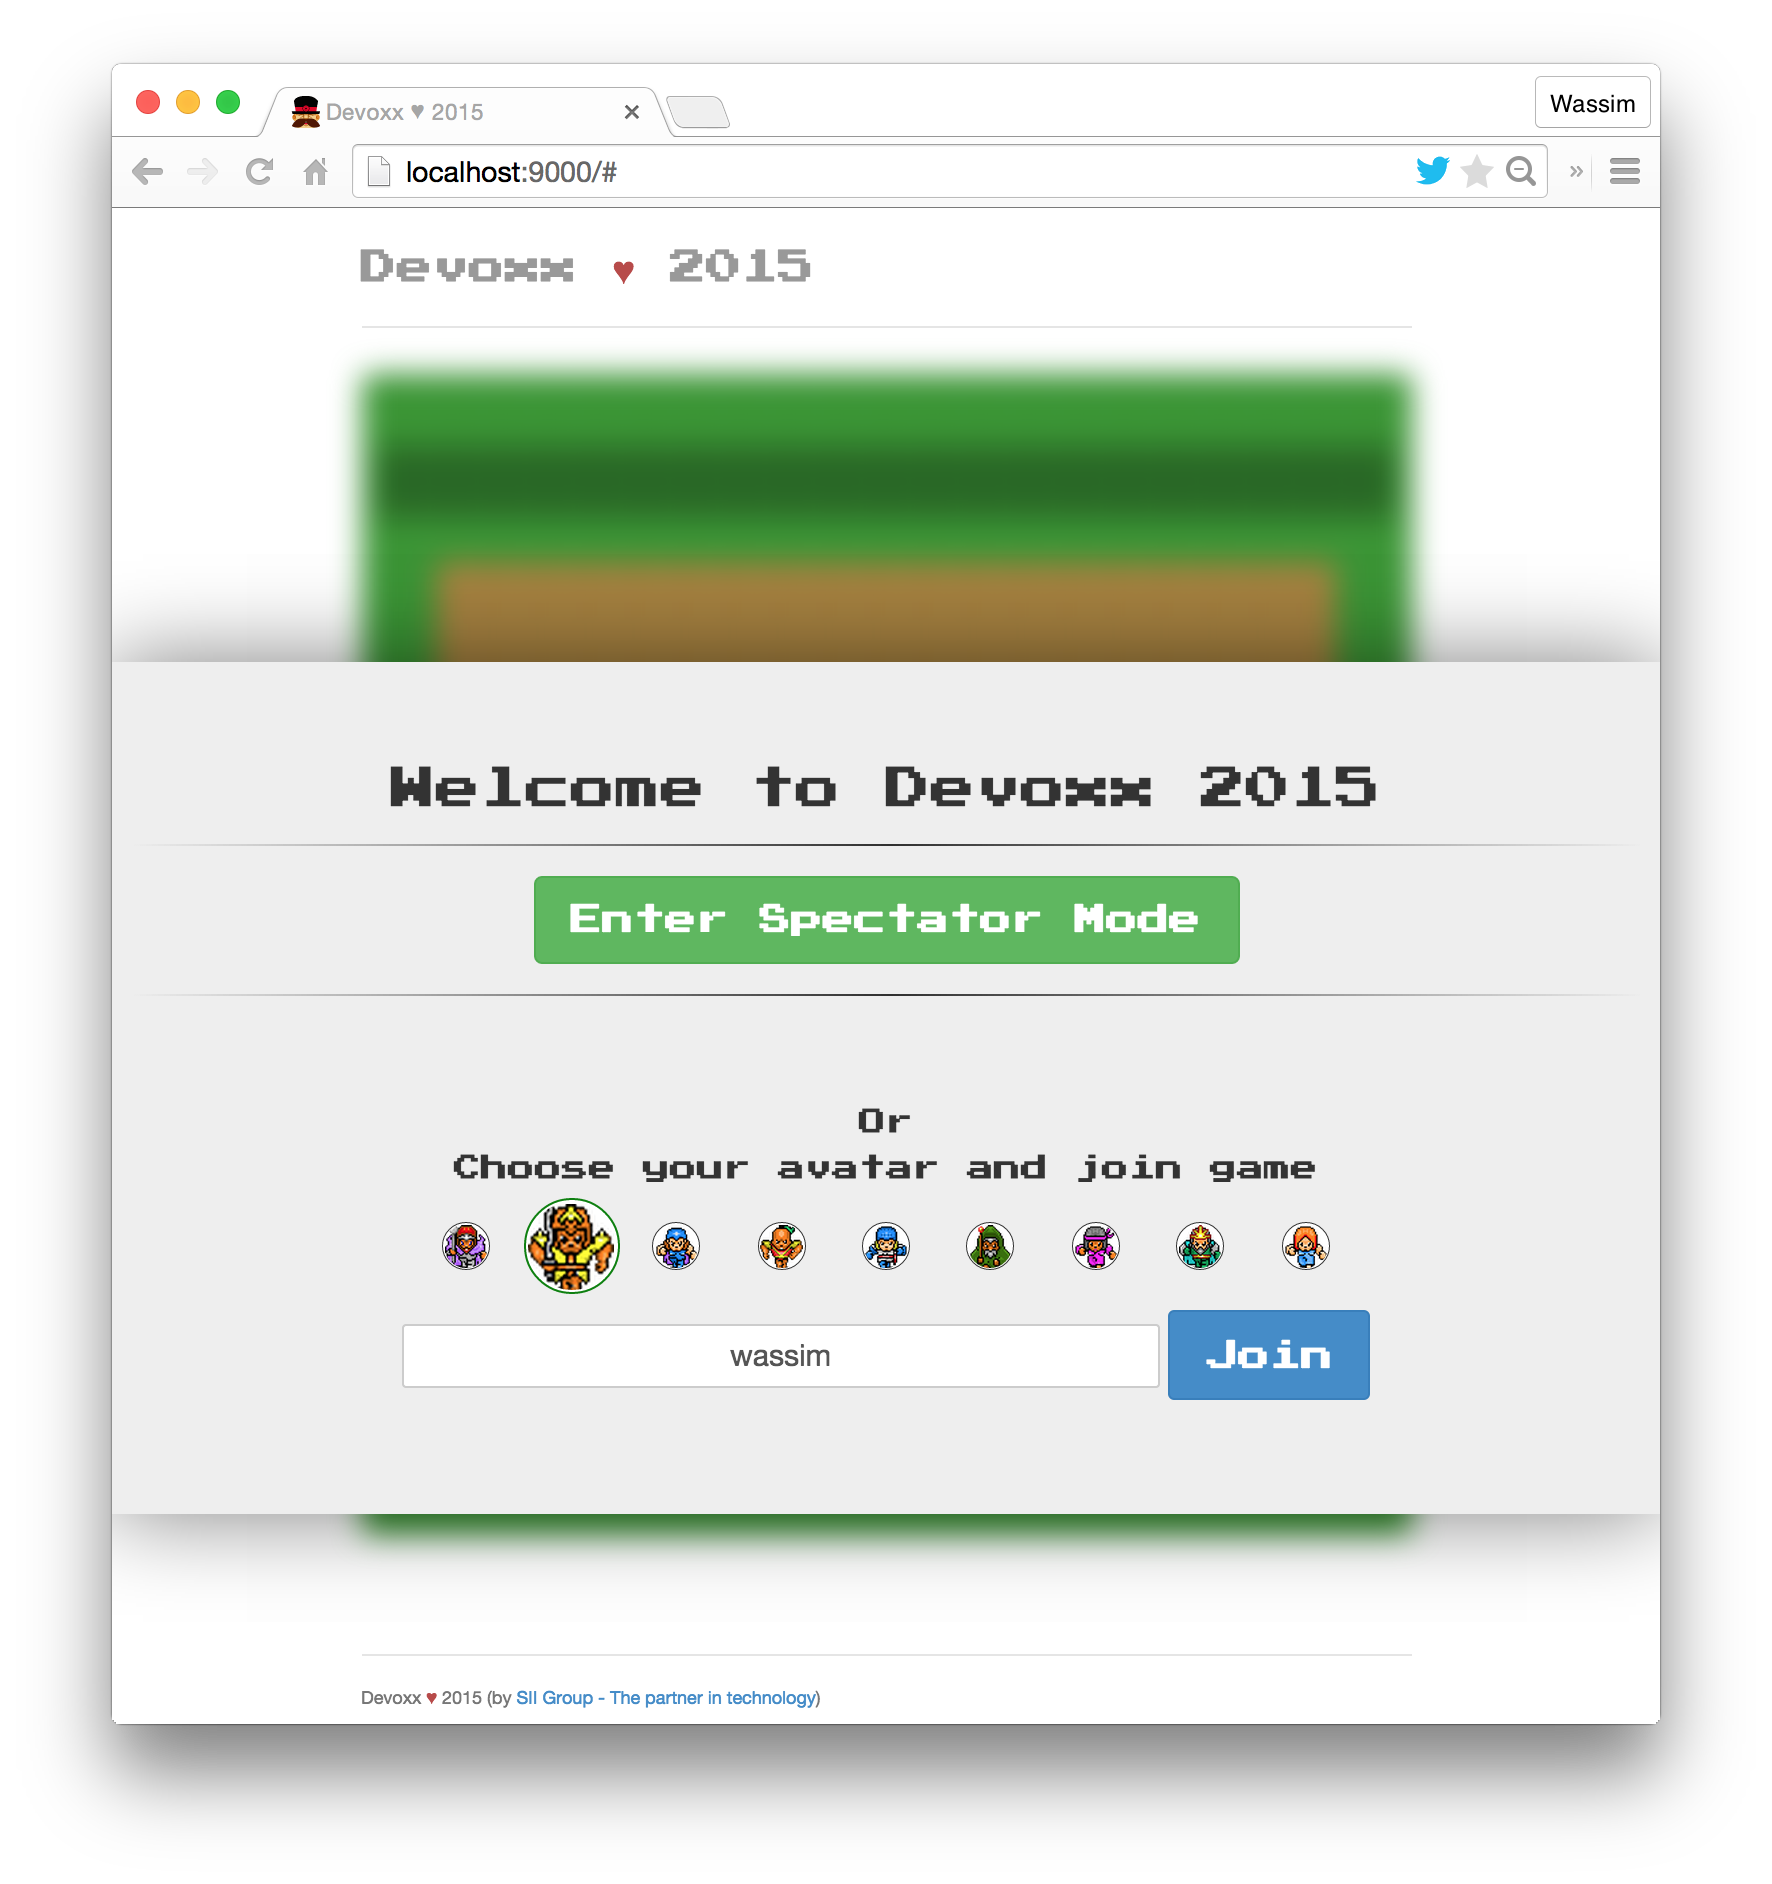 Devoxx ♥ 2015
Wassim
localhost:9000/#
Devoxx ♥ 2015
Welcome to Devoxx 2015
Enter Spectator Mode
Or
Choose your avatar and join game
wassim
Join
Devoxx ♥ 2015 (by SII Group - The partner in technology)